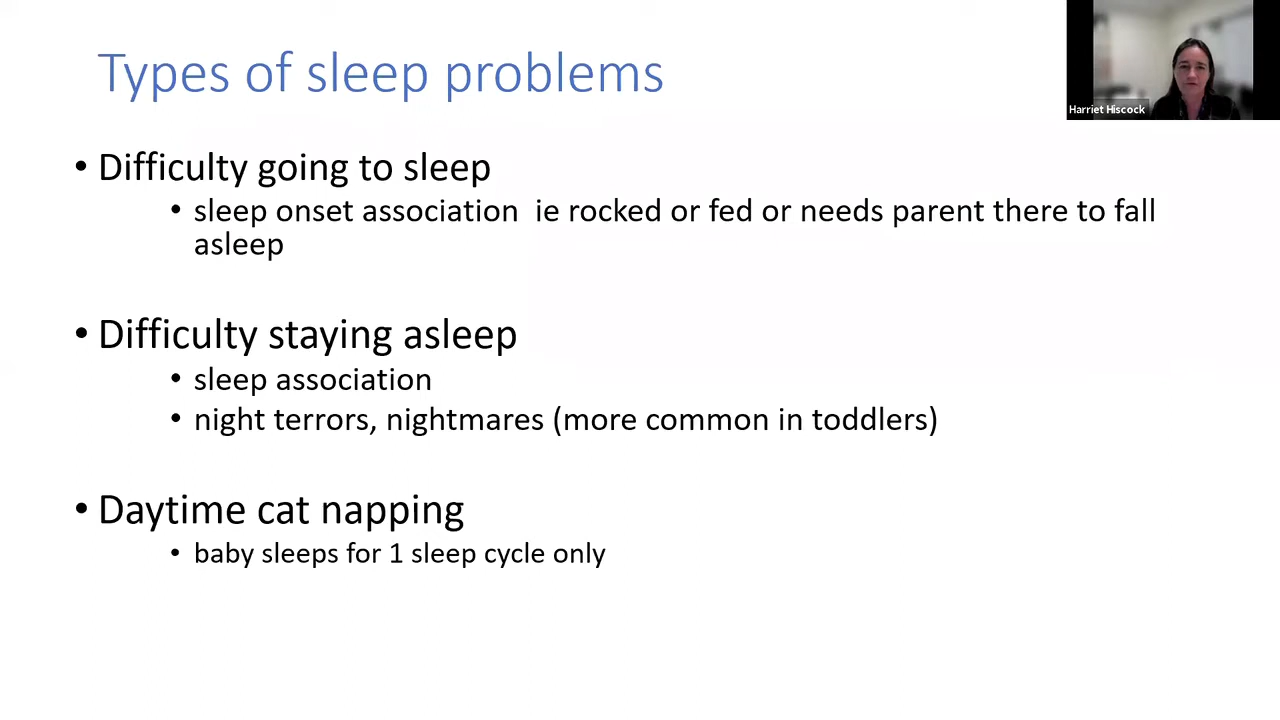 Types of sleep problems
Harriet Hiscock
• Difficulty going to sleep
• sleep onset association  ie rocked or fed or needs parent there to fall
asleep
• Difficulty staying asleep
• sleep association
• night terrors, nightmares (more common in toddlers)
• Daytime cat napping
• baby sleeps for 1 sleep cycle only